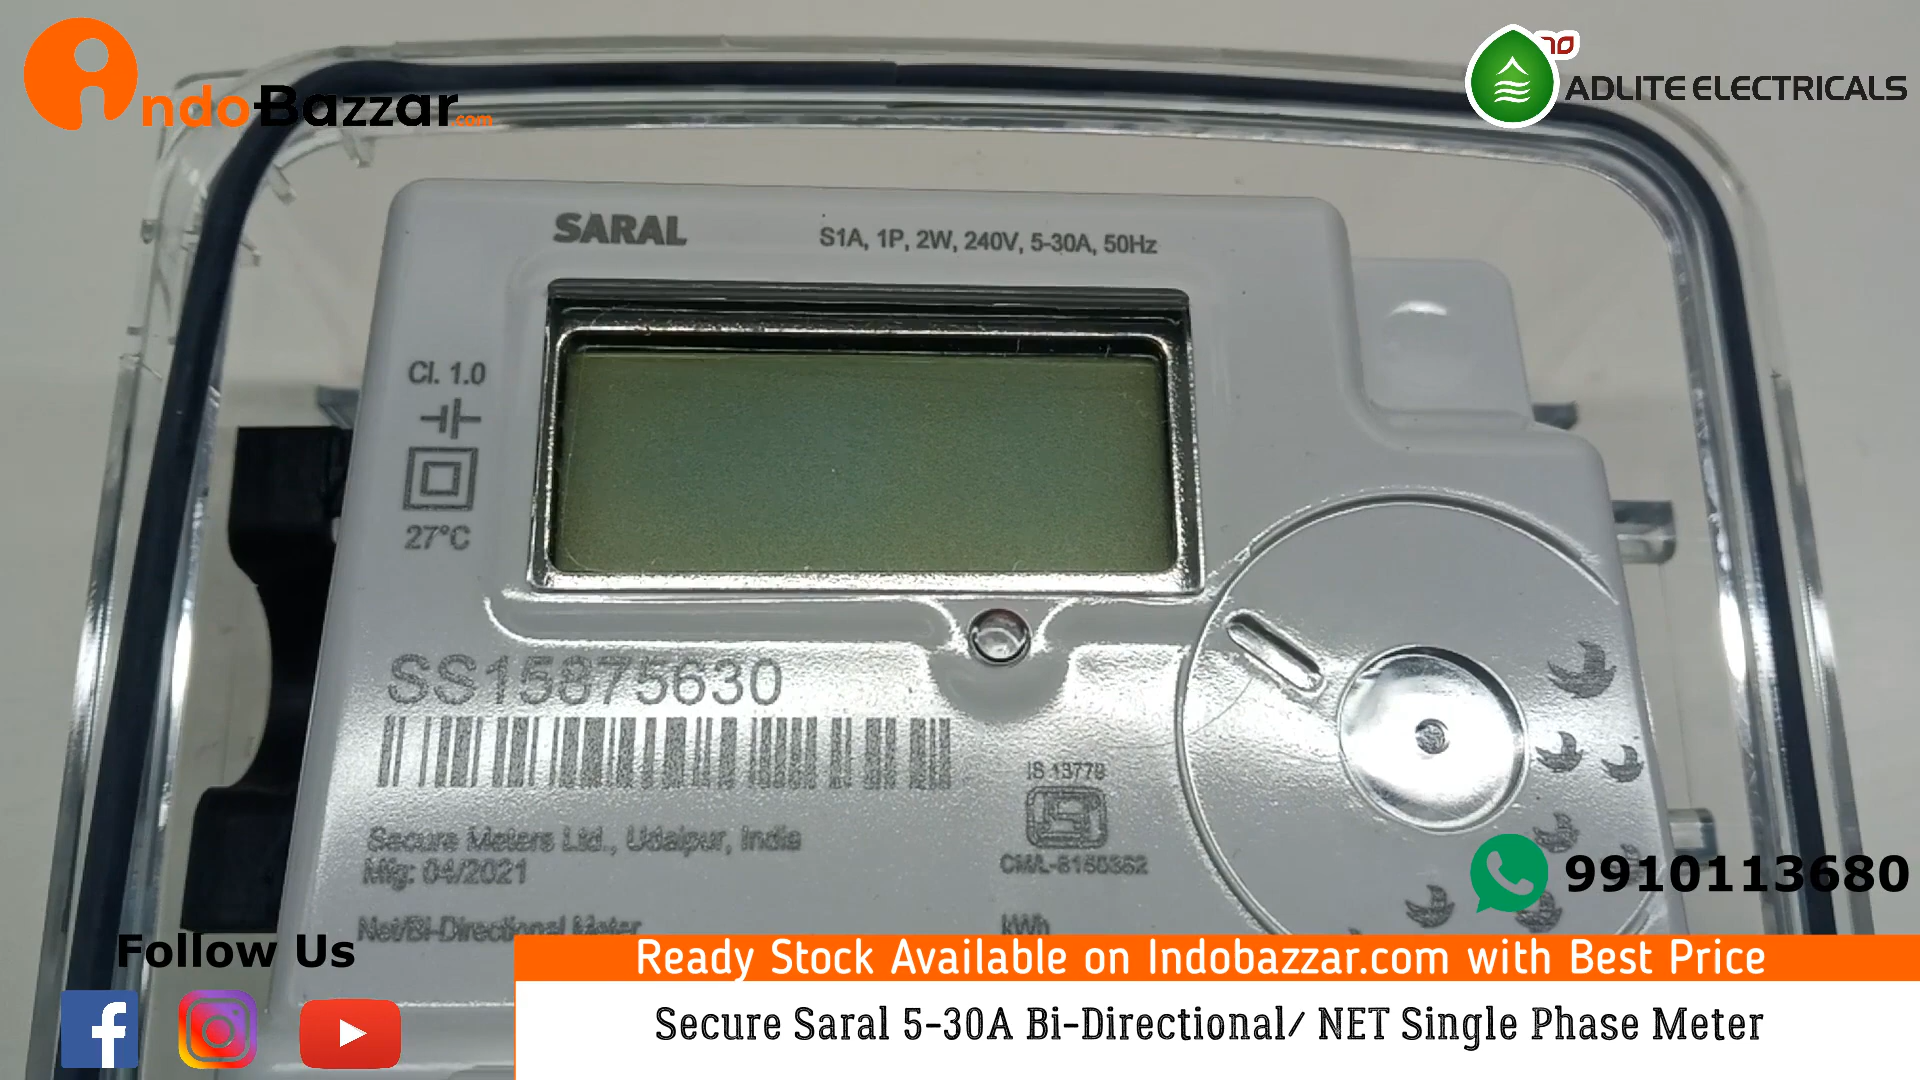 indoBazzar.com
no
ADLITE ELECTRICALS
SARAL
S1A, 1P, 2W, 240V, 5-30A, 50Hz
Cl. 1.0
27°C
SS15875630
IS 13779
Secure Meters Ltd., Udaipur, India
Mfg: 04/2021
CM/L-8150362
9910113680
Net/Bi-Directional Meter
kWh
Follow Us
Ready Stock Available on Indobazzar.com with Best Price
Secure Saral 5-30A Bi-Directional/ NET Single Phase Meter